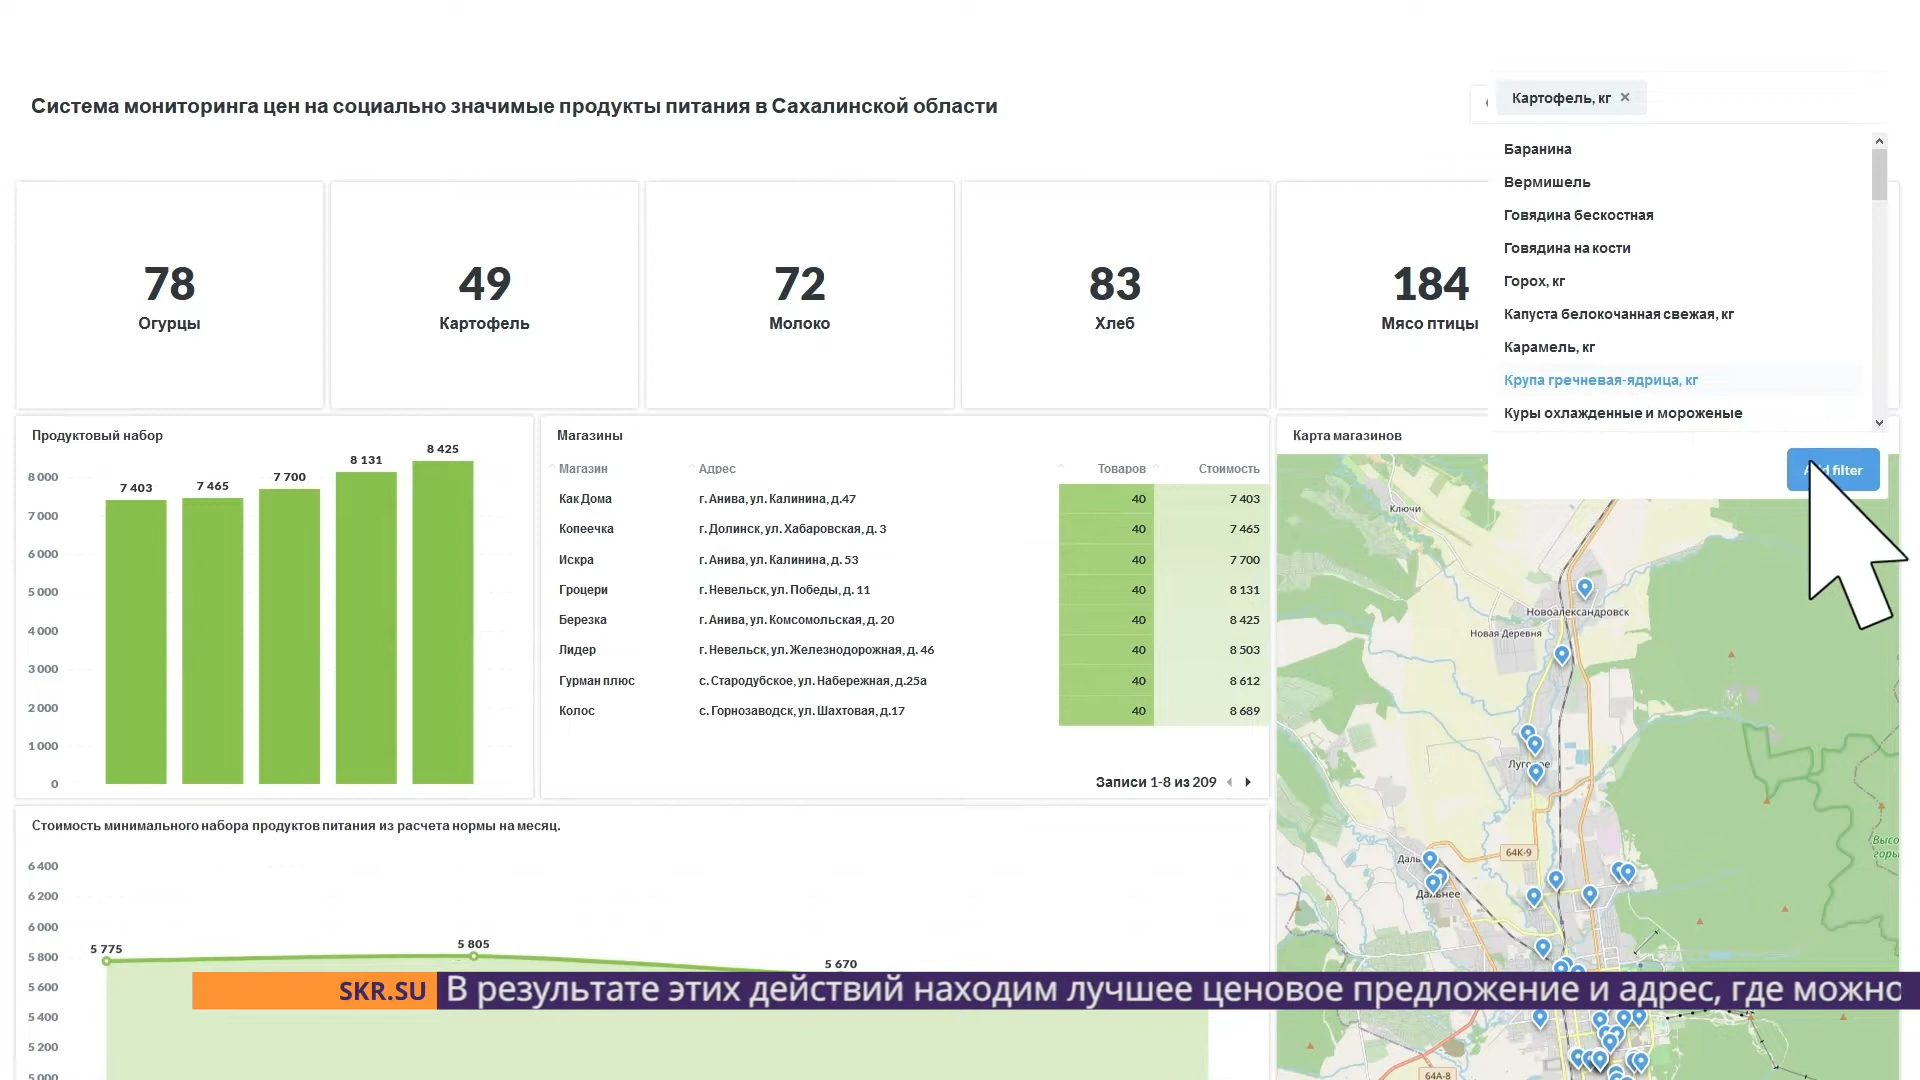 Система мониторинга цен на социально значимые продукты питания в Сахалинской области
Картофель, кг
Баранина
Вермишель
Говядина бескостная
Говядина на кости
Горох, кг
Капуста белокочанная свежая, кг
Карамель, кг
Крупа гречневая-ядрица, кг
Куры охлажденные и мороженые
filter
78
Огурцы
49
Картофель
72
Молоко
83
Хлеб
184
Мясо птицы
Продуктовый набор
8 000
7 000
6 000
5 000
4 000
3 000
2 000
1 000
0
7 403
7 465
7 700
8 131
8 425
Магазины
Магазин Адрес Товаров Стоимость
Как Дома г. Анива, ул. Калинина, д.47 40 7 403
Копеечка г. Долинск, ул. Хабаровская, д. 3 40 7 465
Искра г. Анива, ул. Калинина, д. 53 40 7 700
Гроцери г. Невельск, ул. Победы, д. 11 40 8 131
Березка г. Анива, ул. Комсомольская, д. 20 40 8 425
Лидер г. Невельск, ул. Железнодорожная, д. 46 40 8 503
Гурман плюс с. Стародубское, ул. Набережная, д.25а 40 8 612
Колос с. Горнозаводск, ул. Шахтовая, д.17 40 8 689
Записи 1-8 из 209
Карта магазинов
Ключи
Новоалександровск
Новая Деревня
Луговое
64К-9
Даль
Дальнее
Высо
горы
64А-8
Стоимость минимального набора продуктов питания из расчета нормы на месяц.
6 400
6 200
6 000
5 800
5 600
5 400
5 200
5 000
5 775
5 805
5 670
SKR.SU В результате этих действий находим лучшее ценовое предложение и адрес, где можно